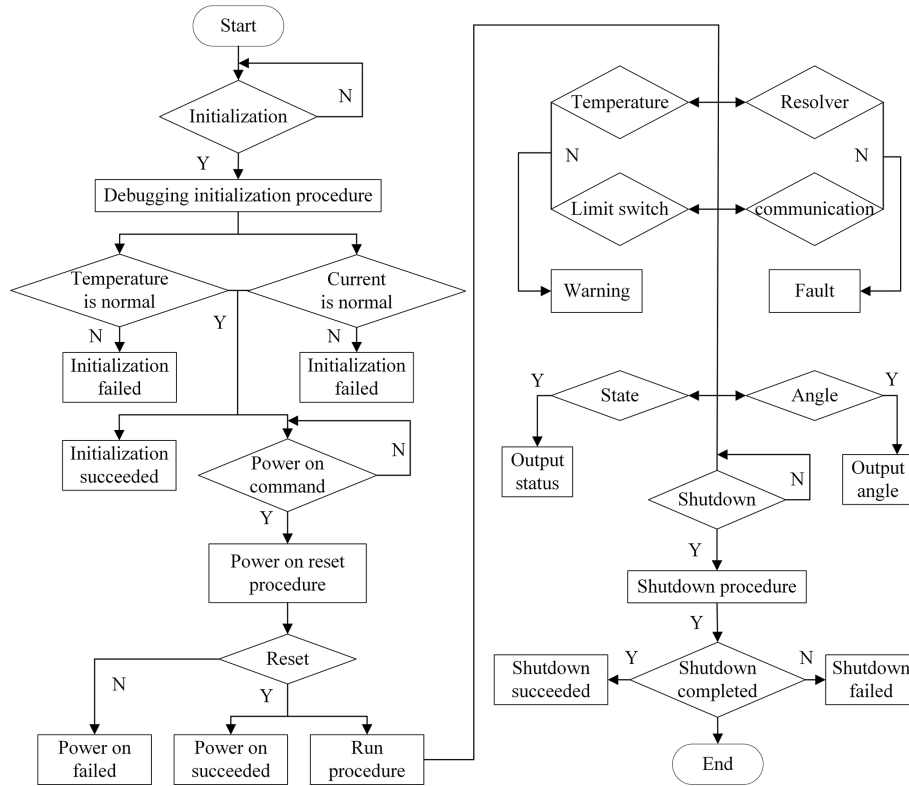 Start
Initialization
N
Y
Debugging initialization procedure
Temperature
is normal
Current
is normal
Y
N
N
Initialization
failed
Initialization
failed
Initialization
succeeded
Power on
command
N
Y
Power on reset
procedure
Reset
N
Y
Power on
failed
Power on
succeeded
Run
procedure
Temperature
Resolver
N
N
Limit switch
communication
Warning
Fault
Y
State
Angle
Y
Output
status
Output
angle
N
Shutdown
Y
Shutdown procedure
Y
Shutdown
succeeded
Y
Shutdown
completed
N
Shutdown
failed
End